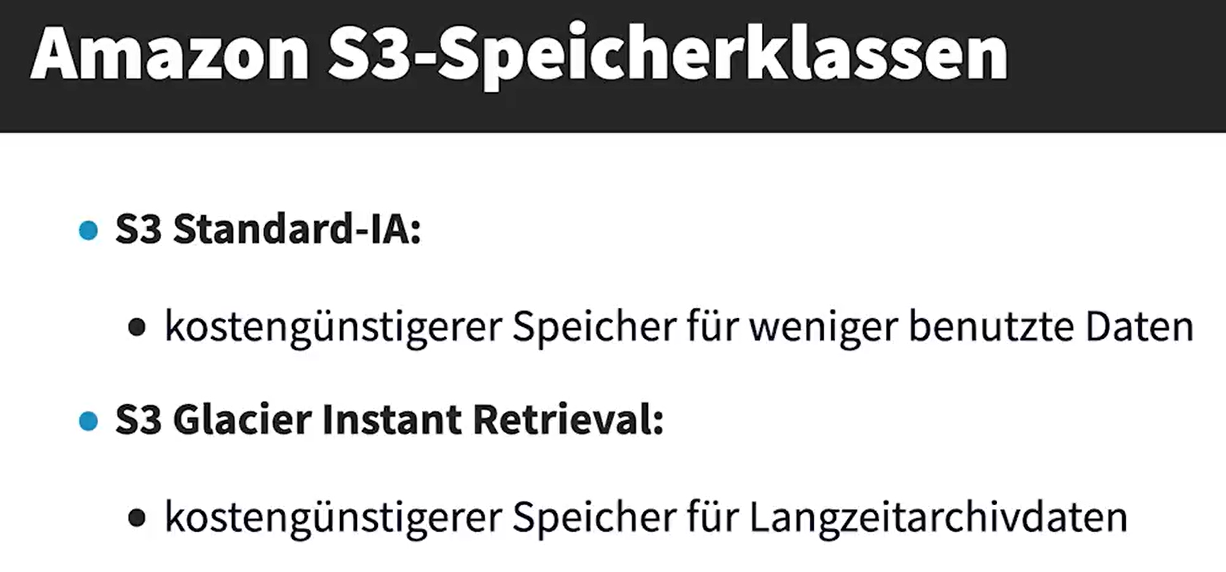 Amazon S3-Speicherklassen
S3 Standard-IA:
kostengünstigerer Speicher für weniger benutzte Daten
S3 Glacier Instant Retrieval:
kostengünstigerer Speicher für Langzeitarchivdaten